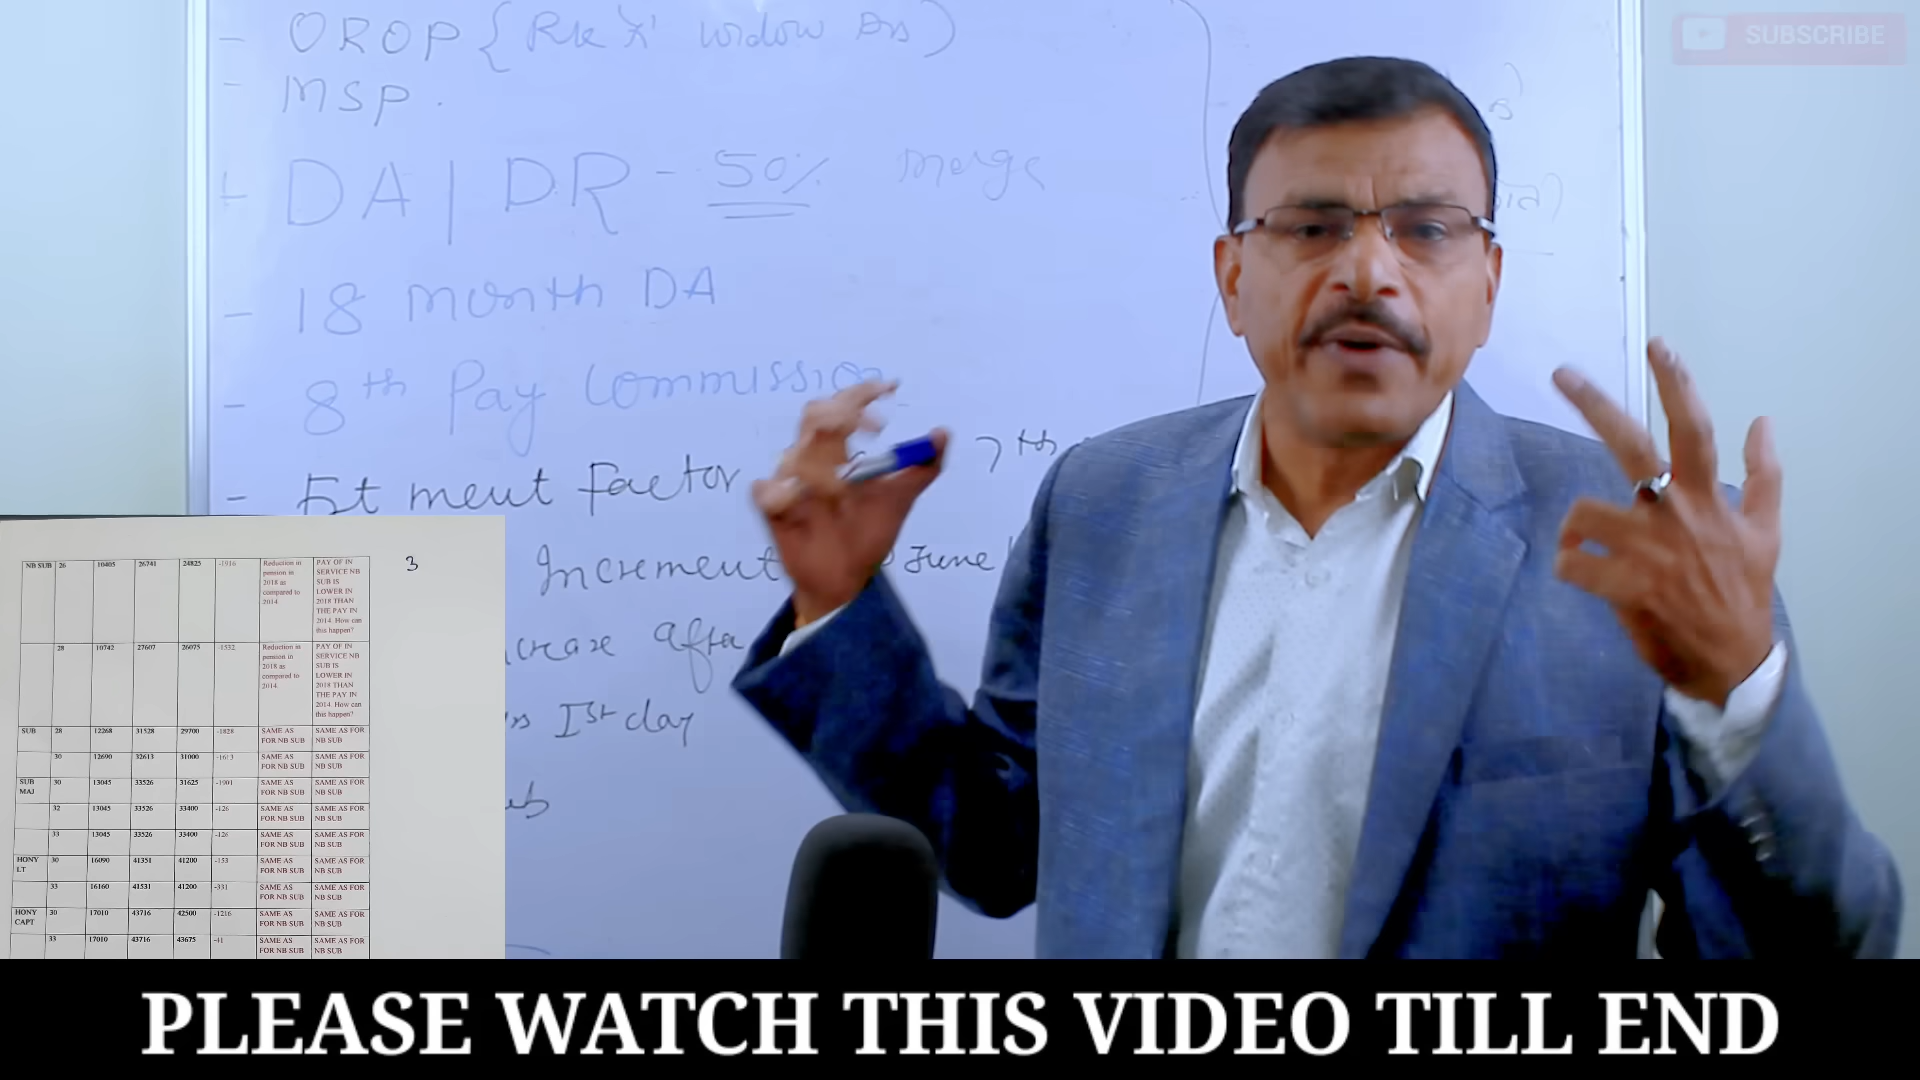 - OROP {
SUBSCRIBE
- MSP.
DA | DR - 50% merge
- 18 month DA
- 8th Pay Commission
- Fit ment factor 7th
Increment June
crease after
Ist day
3
NB SUB 26 10405 26741 24825 -1916 Reduction in pension in 2018 as compared to 2014 PAY OF IN SERVICE NB SUB IS LOWER IN 2018 THAN THE PAY IN 2014. How can this happen?
28 10742 27607 26075 -1532 Reduction in pension in 2018 as compared to 2014 PAY OF IN SERVICE NB SUB IS LOWER IN 2018 THAN THE PAY IN 2014. How can this happen?
SUB 28 12268 31528 29700 -1828 SAME AS FOR NB SUB SAME AS FOR NB SUB
30 12690 32613 31000 -1613 SAME AS FOR NB SUB SAME AS FOR NB SUB
SUB MAJ 30 13045 33526 31625 -1901 SAME AS FOR NB SUB SAME AS FOR NB SUB
32 13045 33526 33400 -126 SAME AS FOR NB SUB SAME AS FOR NB SUB
33 13045 33526 33400 -126 SAME AS FOR NB SUB SAME AS FOR NB SUB
HONY LT 30 16090 41351 41200 -153 SAME AS FOR NB SUB SAME AS FOR NB SUB
33 16160 41531 41200 -331 SAME AS FOR NB SUB SAME AS FOR NB SUB
HONY CAPT 30 17010 43716 42500 -1216 SAME AS FOR NB SUB SAME AS FOR NB SUB
33 17010 43716 43675 -41 SAME AS FOR NB SUB SAME AS FOR NB SUB
PLEASE WATCH THIS VIDEO TILL END